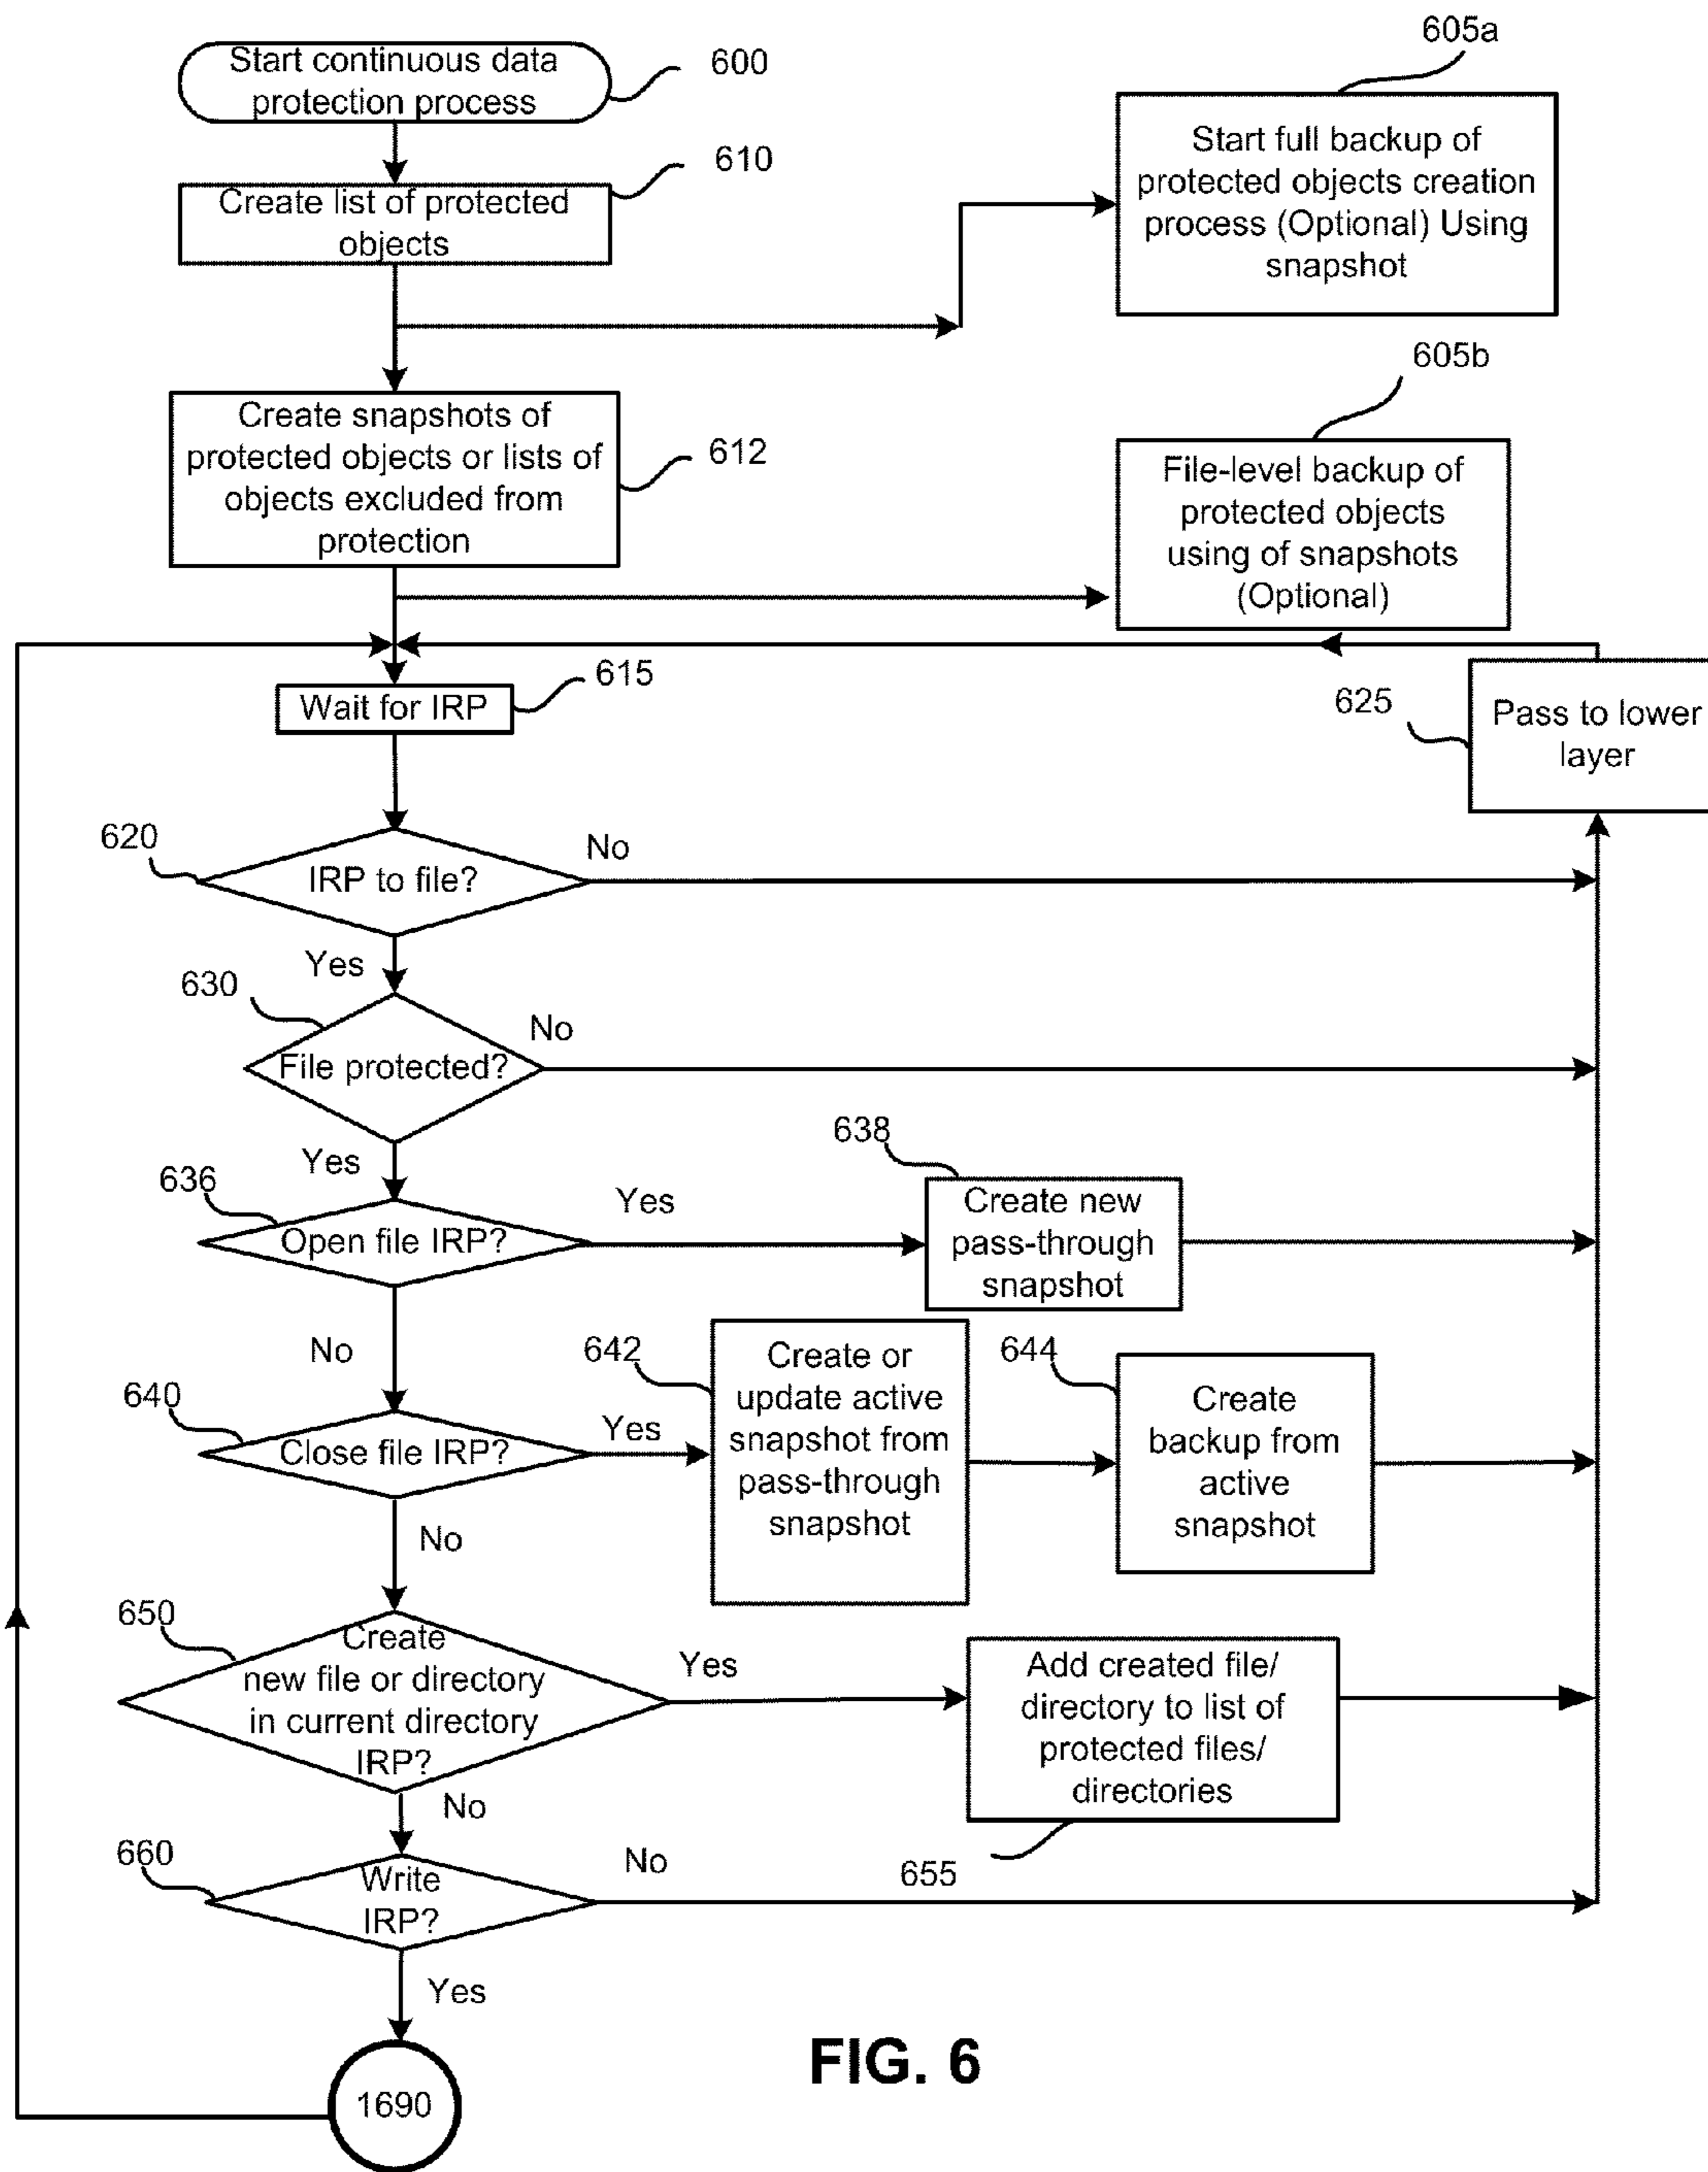 Start continuous data
protection process
600
605a
Create list of protected
objects
610
Start full backup of
protected objects creation
process (Optional) Using
snapshot
Create snapshots of
protected objects or lists of
objects excluded from
protection
612
605b
File-level backup of
protected objects
using of snapshots
(Optional)
Wait for IRP
615
625
Pass to lower
layer
620
IRP to file?
No
Yes
630
File protected?
No
Yes
636
Open file IRP?
Yes
638
Create new
pass-through
snapshot
No
640
Close file IRP?
Yes
642
Create or
update active
snapshot from
pass-through
snapshot
644
Create
backup from
active
snapshot
No
650
Create
new file or directory
in current directory
IRP?
Yes
Add created file/
directory to list of
protected files/
directories
655
No
660
Write
IRP?
No
Yes
1690
FIG. 6